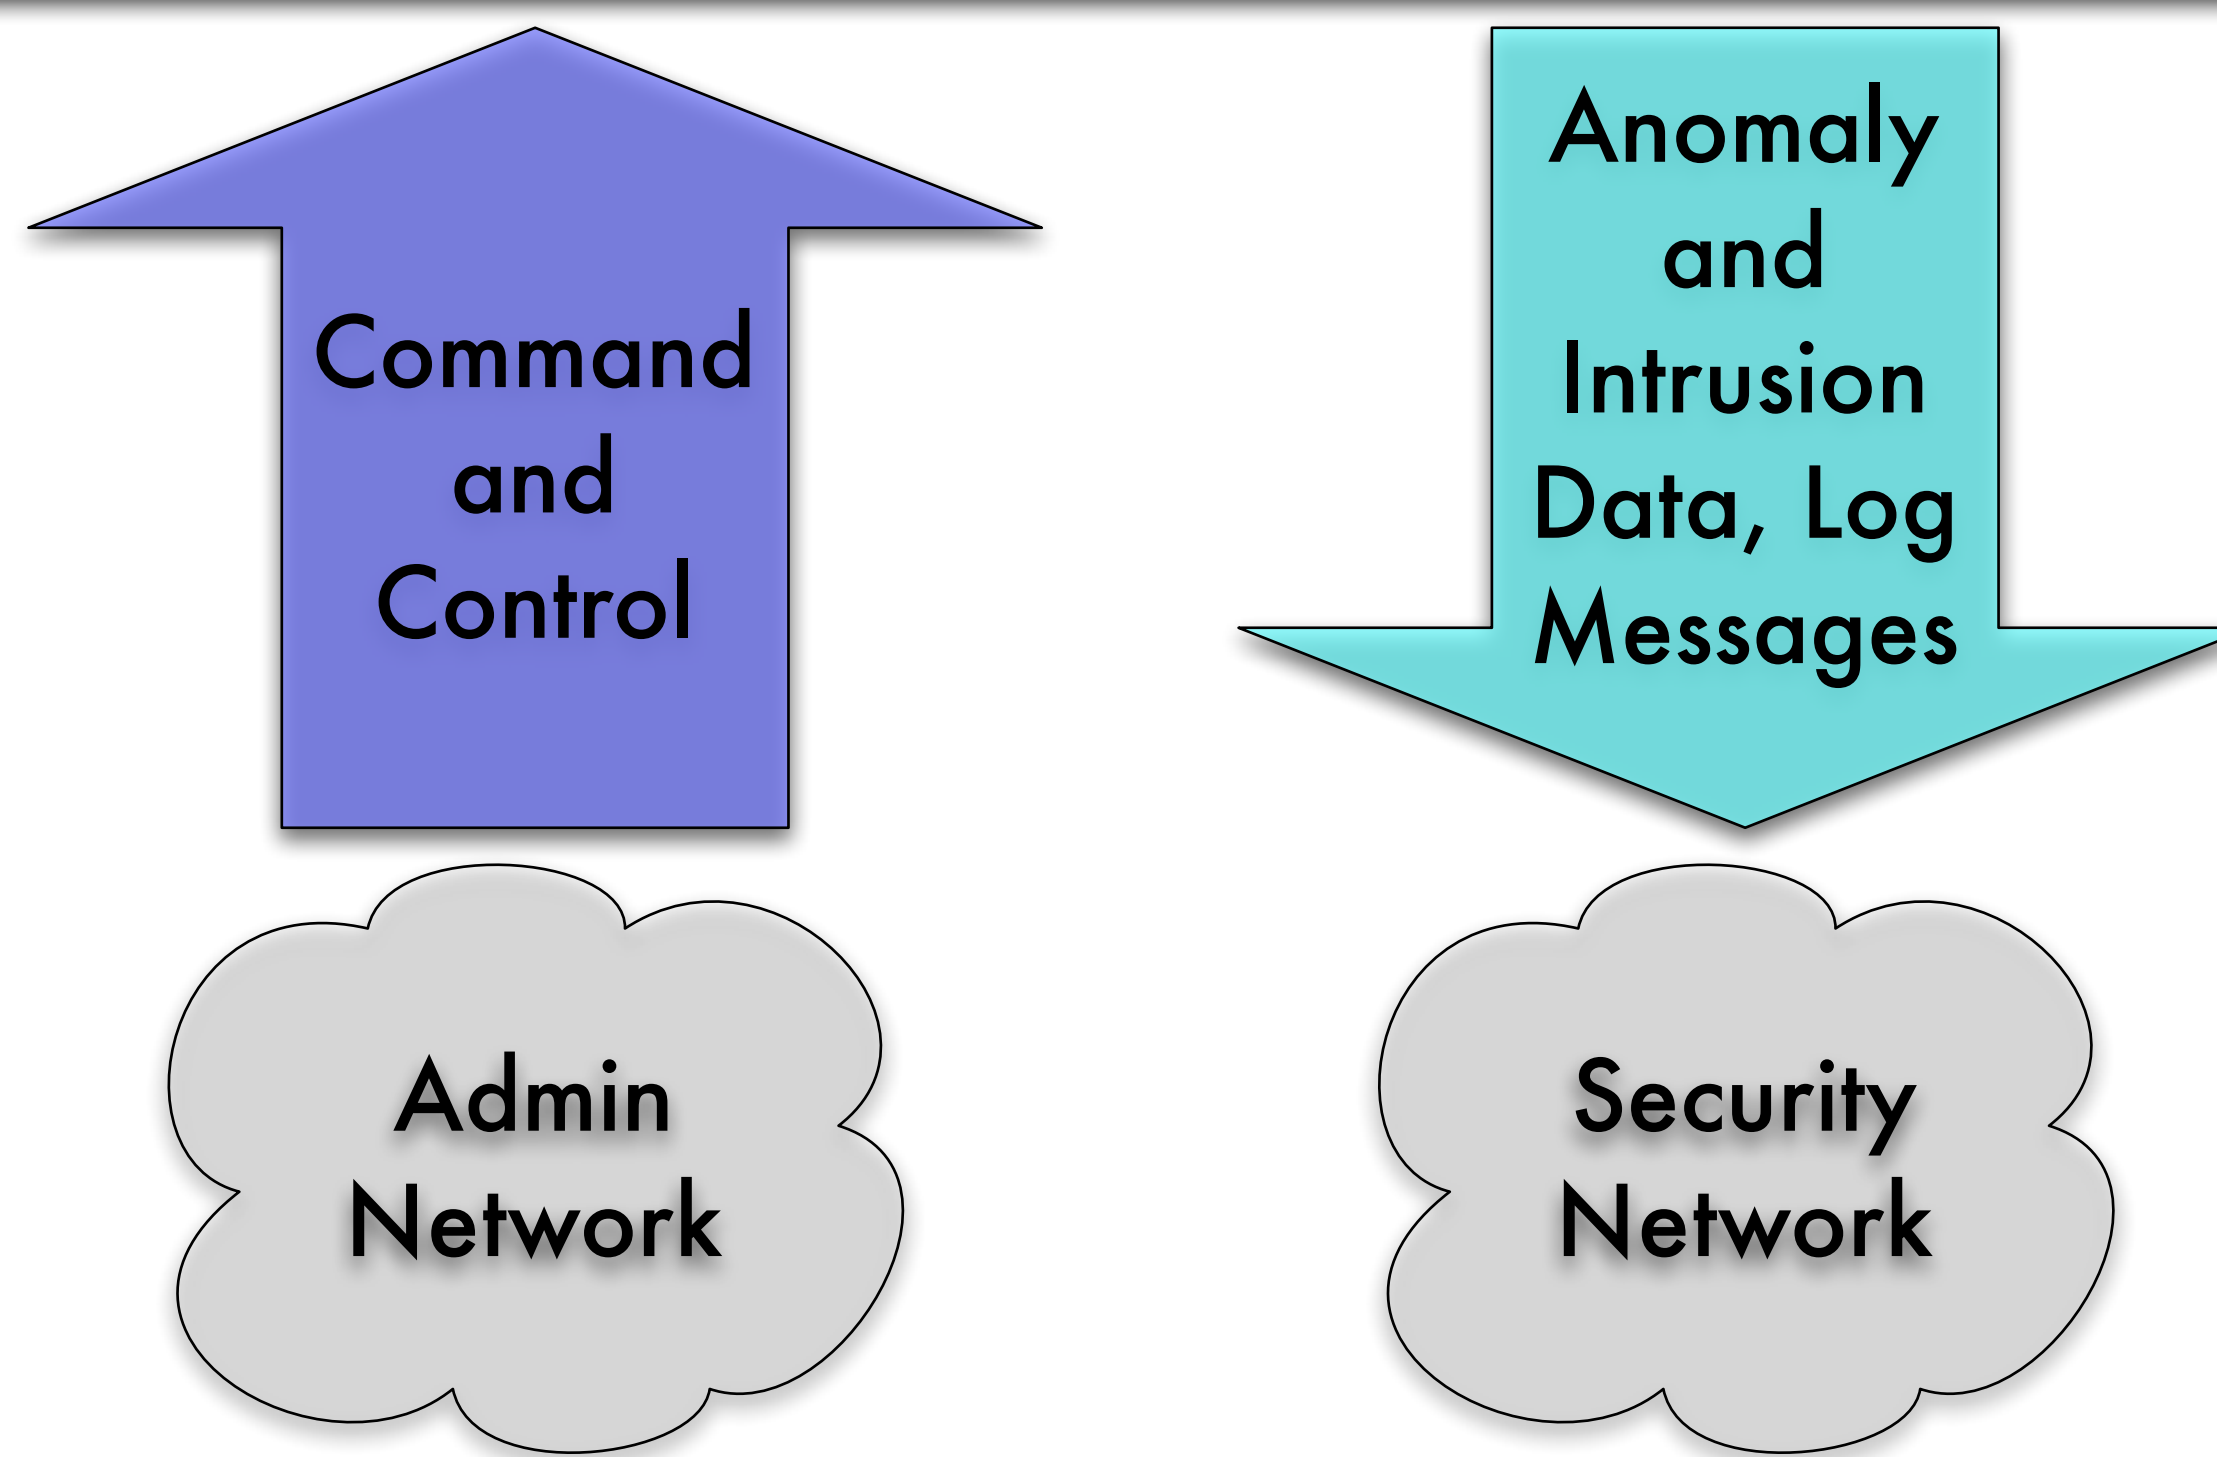 Command
and
Control
Anomaly
and
Intrusion
Data, Log
Messages
Admin
Network
Security
Network